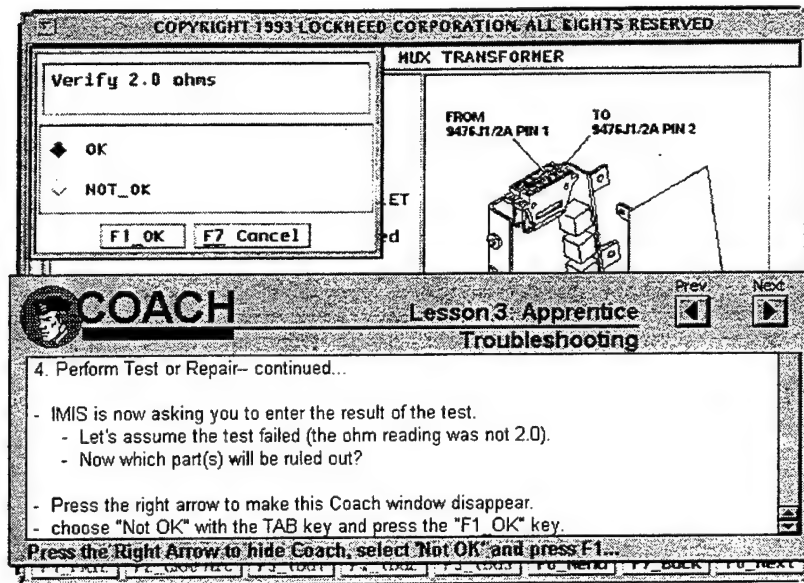 COPYRIGHT 1993 LOCKHEED CORPORATION. ALL RIGHTS RESERVED
MUX TRANSFORMER
Verify 2.0 ohms
OK
NOT_OK
F1_OK F7 Cancel
LET
ed
FROM
9476J1/2A PIN 1
TO
9476J1/2A PIN 2
COACH
Lesson 3: Apprentice
Troubleshooting
Prev
Next
4. Perform Test or Repair-- continued...
- IMIS is now asking you to enter the result of the test.
- Let's assume the test failed (the ohm reading was not 2.0).
- Now which part(s) will be ruled out?
- Press the right arrow to make this Coach window disappear.
- choose "Not OK" with the TAB key and press the "F1_OK" key.
Press the Right Arrow to hide Coach, select "Not OK" and press F1...